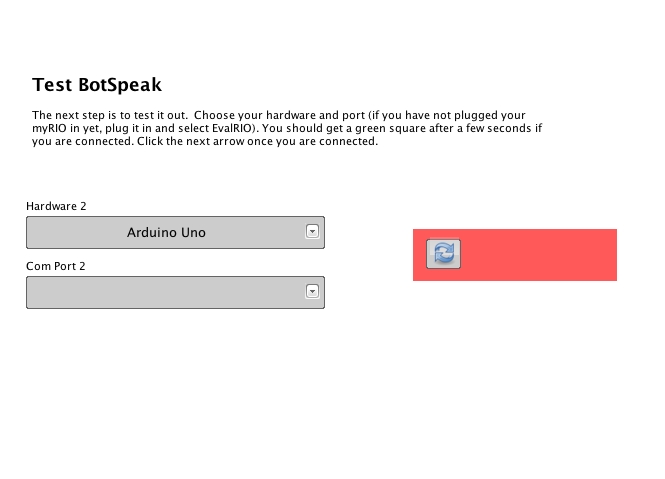 Test BotSpeak
The next step is to test it out.  Choose your hardware and port (if you have not plugged your
myRIO in yet, plug it in and select EvalRIO). You should get a green square after a few seconds if
you are connected. Click the next arrow once you are connected.
Hardware 2
Arduino Uno
Com Port 2